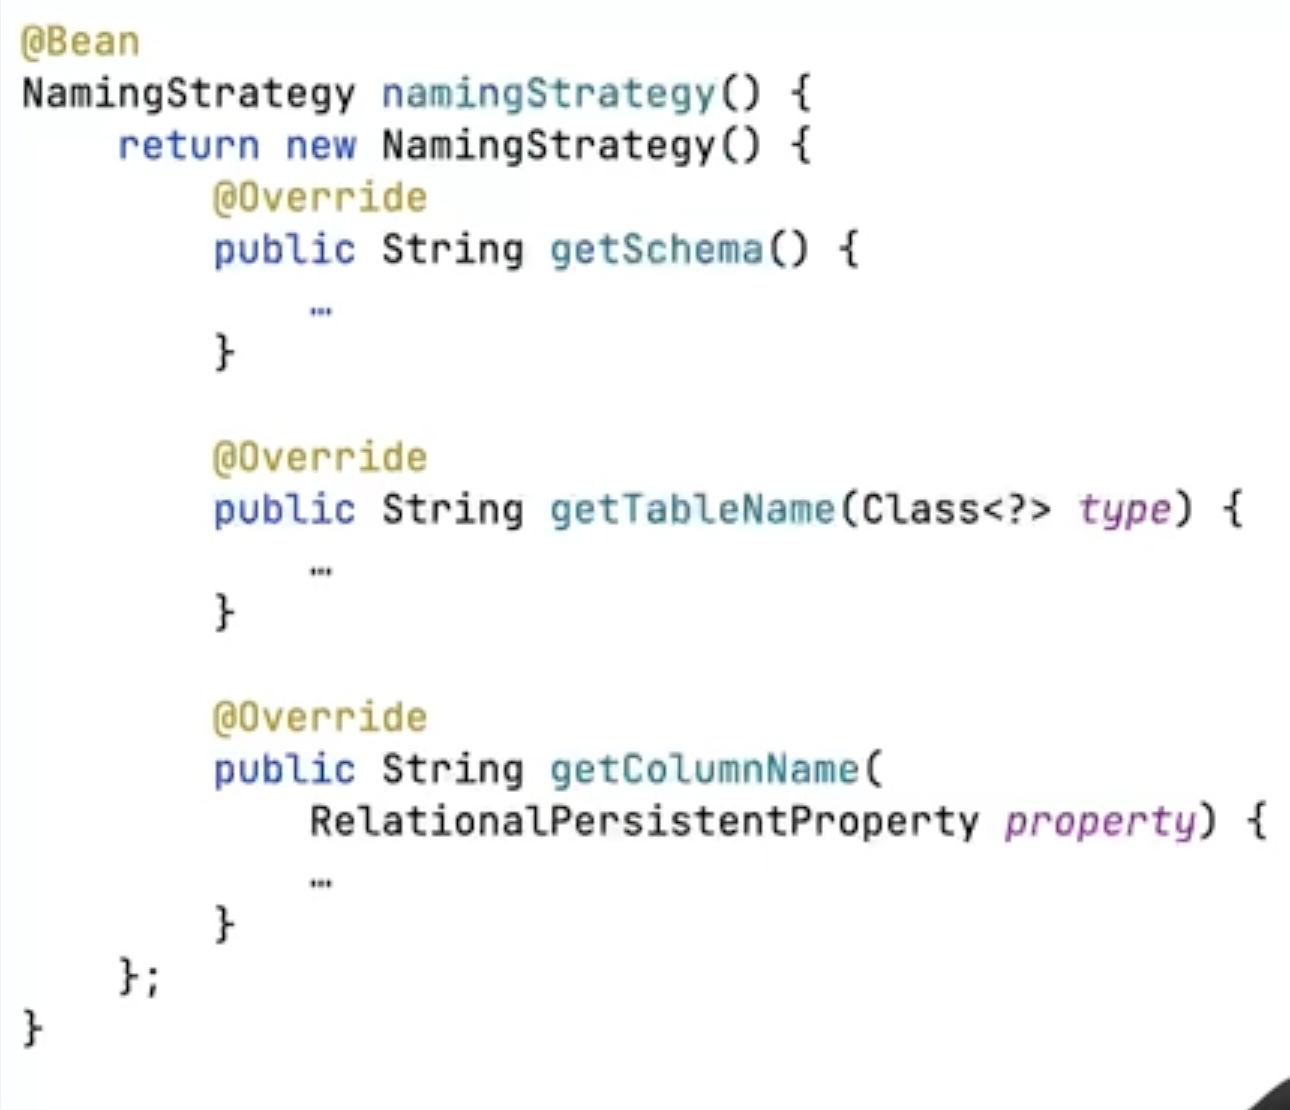 @Bean
NamingStrategy namingStrategy() {
    return new NamingStrategy() {
        @Override
        public String getSchema() {
            …
        }

        @Override
        public String getTableName(Class<?> type) {
            …
        }

        @Override
        public String getColumnName(
            RelationalPersistentProperty property) {
            …
        }
    };
}